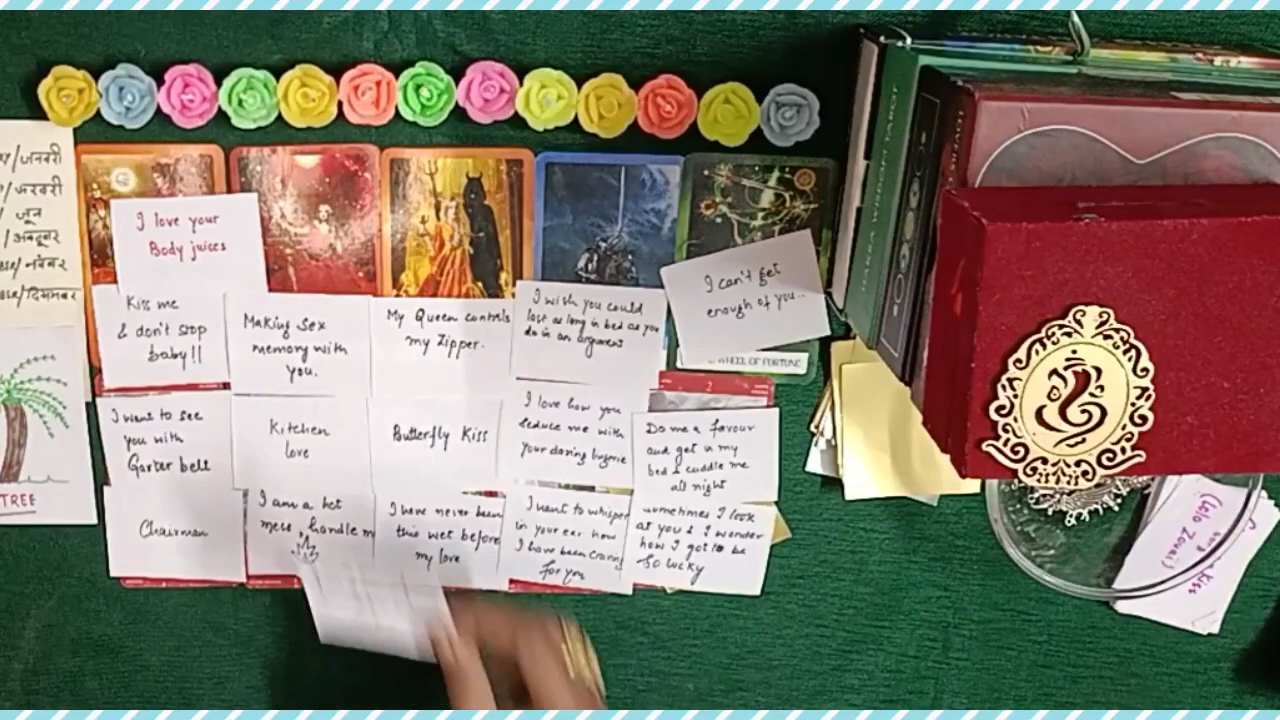 जनवरी
फरवरी
जून
अक्टूबर
नवंबर
दिसम्बर
TREE
I love your
Body juices
Kiss me
& don't stop
baby!!
Making Sex
memory with
you.
My Queen controls
my Zipper.
I wish you could
last as long in bed as you
do in an argument
I can't get
enough of you..
WHEEL OF FORTUNE
I want to see
you with
Garter belt
Kitchen
love
Butterfly Kiss
I love how you
seduce me with
your daring lingerie
Do me a favour
and get in my
bed & cuddle me
all night
Chairman
I am a hot
mess, handle m
I have never been
this wet before
my love
I want to whisper
in your ear how
I have been craving
for you
sometimes I look
at you & I wonder
how I got to be
so lucky
CHAKRA WISDOM TAROT